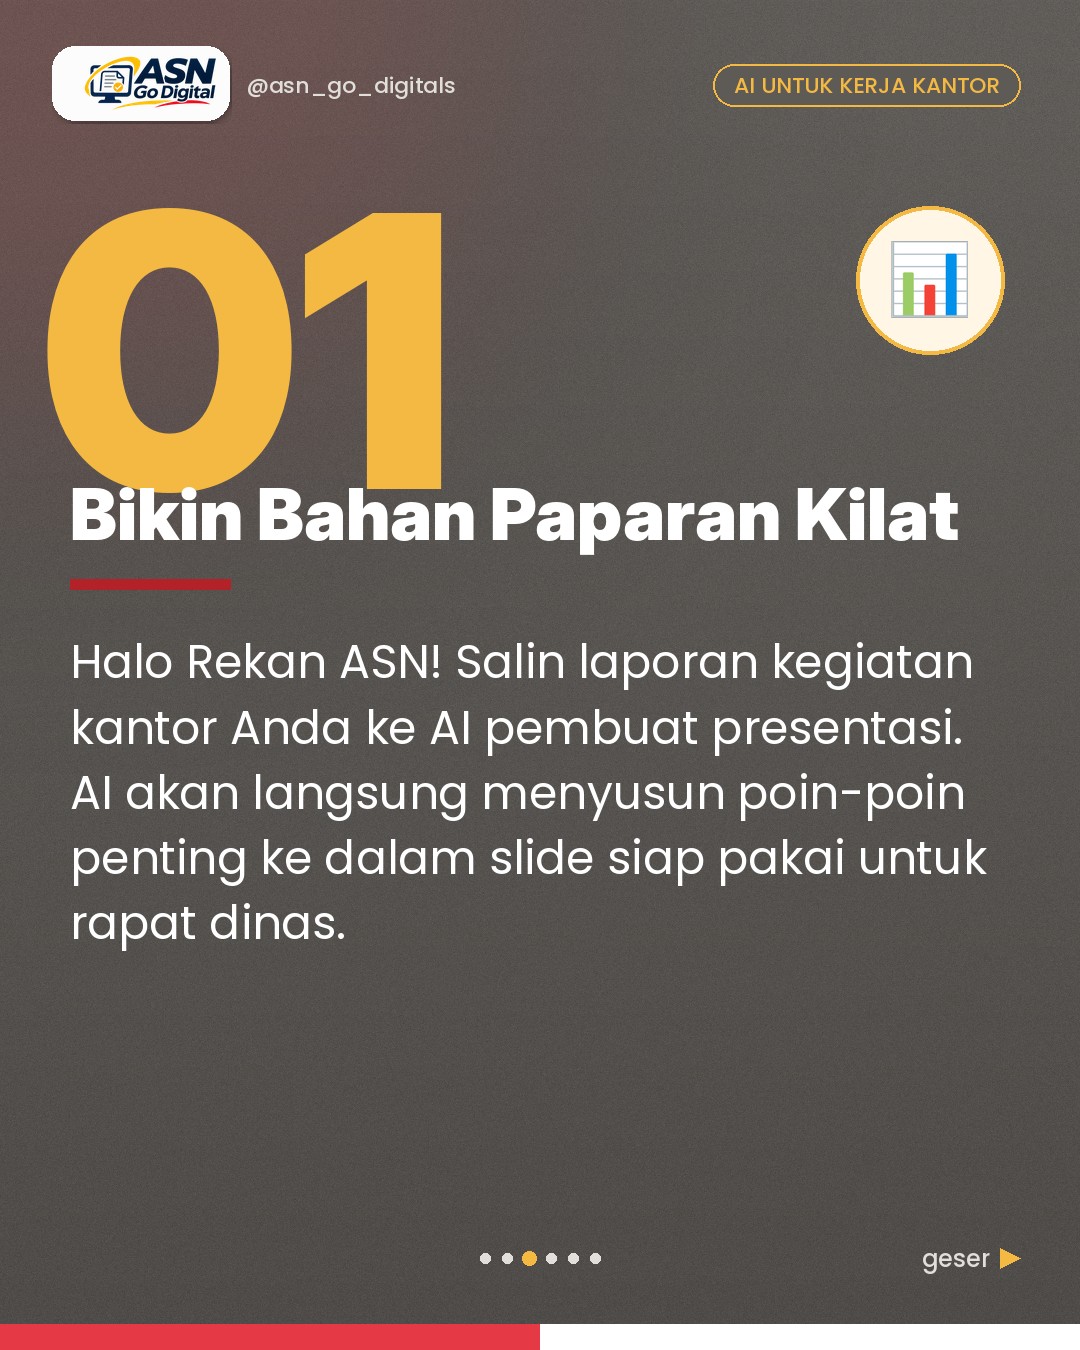 ASN
Go Digital
@asn_go_digitals
AI UNTUK KERJA KANTOR
01
Bikin Bahan Paparan Kilat
Halo Rekan ASN! Salin laporan kegiatan
kantor Anda ke AI pembuat presentasi.
AI akan langsung menyusun poin-poin
penting ke dalam slide siap pakai untuk
rapat dinas.
geser